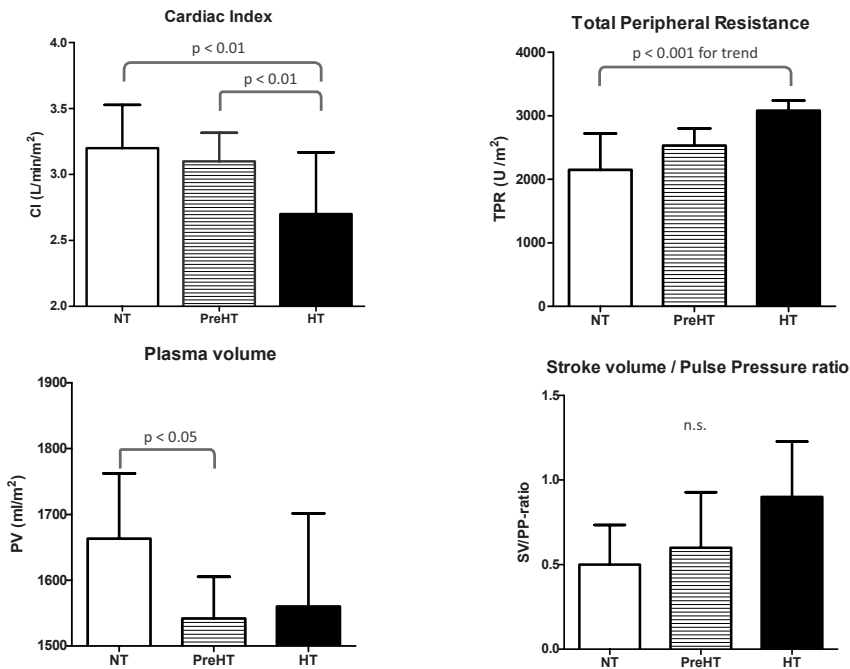 Cardiac Index
4.0
3.5
3.0
2.5
2.0
CI (L/min/m²)
p < 0.01
p < 0.01
NT PreHT HT
Total Peripheral Resistance
4000
3000
2000
1000
0
TPR (U /m²)
p < 0.001 for trend
NT PreHT HT
Plasma volume
1900
1800
1700
1600
1500
PV (ml/m²)
p < 0.05
NT PreHT HT
Stroke volume / Pulse Pressure ratio
1.5
1.0
0.5
0.0
SV/PP-ratio
n.s.
NT PreHT HT